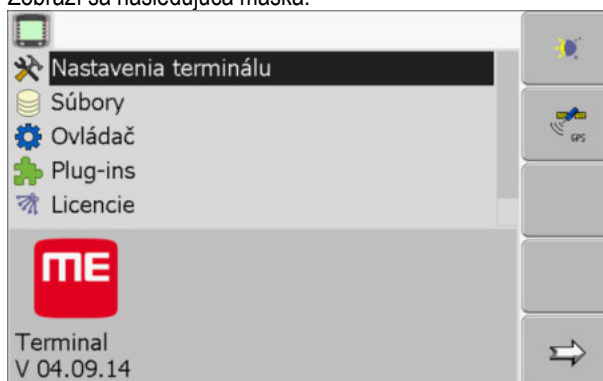 Zobrazí sa nasledujúca maska:
Nastavenia terminálu
Súbory
Ovládač
Plug-ins
Licencie
GPS
ME
Terminal
V 04.09.14